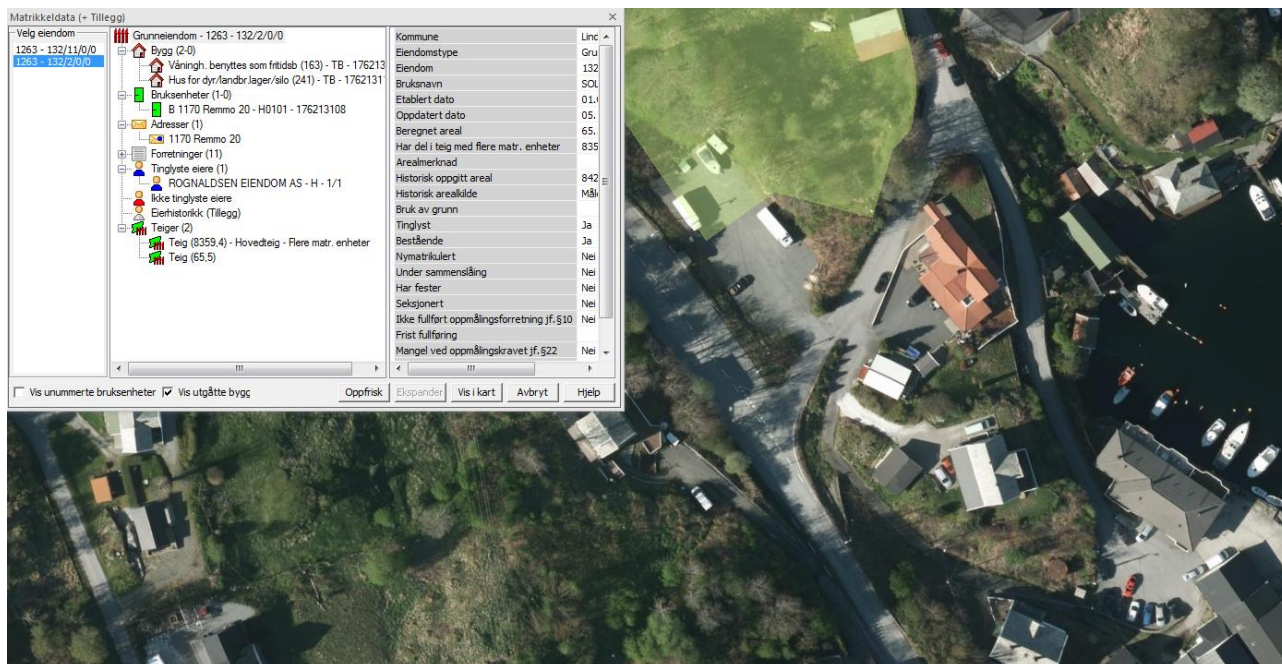 Matrikkeldata (+ Tillegg)
Velg eiendom
1263 - 132/11/0/0
1263 - 132/2/0/0
Grunneiendom - 1263 - 132/2/0/0
Bygg (2-0)
Våningh. benyttes som fritidsb (163) - TB - 176213
Hus for dyr/landbr.lager/silo (241) - TB - 1762131
Bruksenheter (1-0)
B 1170 Remmo 20 - H0101 - 176213108
Adresser (1)
1170 Remmo 20
Forretninger (11)
Tinglyste eiere (1)
ROGNALDSEN EIENDOM AS - H - 1/1
Ikke tinglyste eiere
Eierhistorikk (Tillegg)
Teiger (2)
Teig (8359,4) - Hovedteig - Flere matr. enheter
Teig (65,5)
Kommune Lind
Eiendomstype Gru
Eiendom 132
Bruksnavn SOL
Etablert dato 01.
Oppdatert dato 05.
Beregnet areal 65.
Har del i teig med flere matr. enheter 835
Arealmerknad
Historisk oppgitt areal 842
Historisk arealkilde Måle
Bruk av grunn
Tinglyst Ja
Bestående Ja
Nymatrikulert Nei
Under sammenslåing Nei
Har fester Nei
Seksjonert Nei
Ikke fullført oppmålingsforretning jf.§10 Nei
Frist fullføring
Mangel ved oppmålingskravet jf.§22 Nei
Vis unummerte bruksenheter Vis utgåtte bygg Oppfrisk Ekspander Vis i kart Avbryt Hjelp